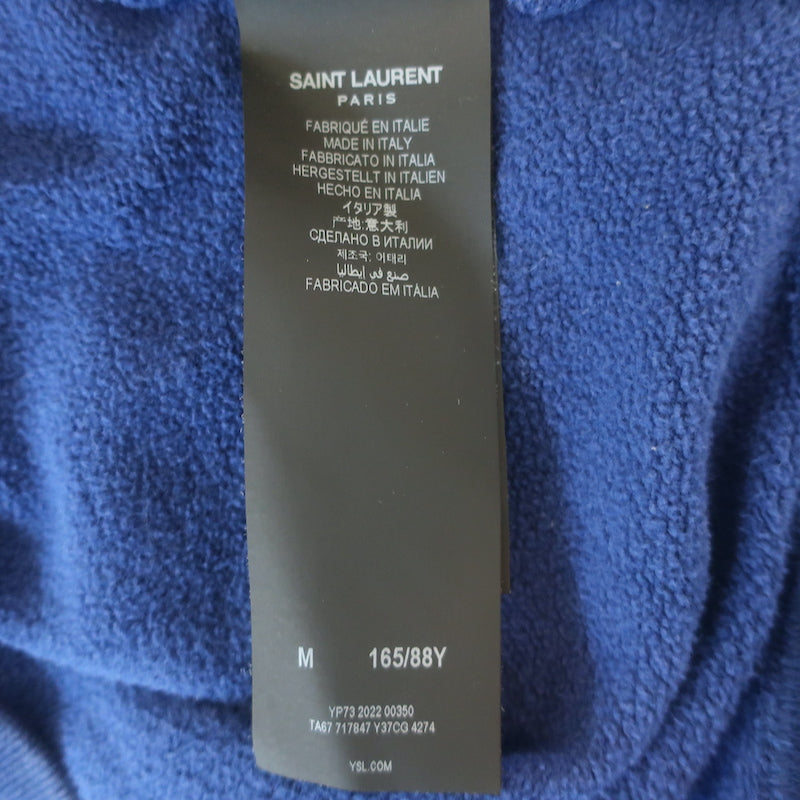 SAINT LAURENT
PARIS
FABRIQUÉ EN ITALIE
MADE IN ITALY
FABBRICATO IN ITALIA
HERGESTELLT IN ITALIEN
HECHO EN ITALIA
イタリア製
产地:意大利
СДЕЛАНО В ИТАЛИИ
제조국: 이태리
صنع في إيطاليا
FABRICADO EM ITÁLIA
M 165/88Y
YP73 2022 00350
TA67 717847 Y37CG 4274
YSL.COM